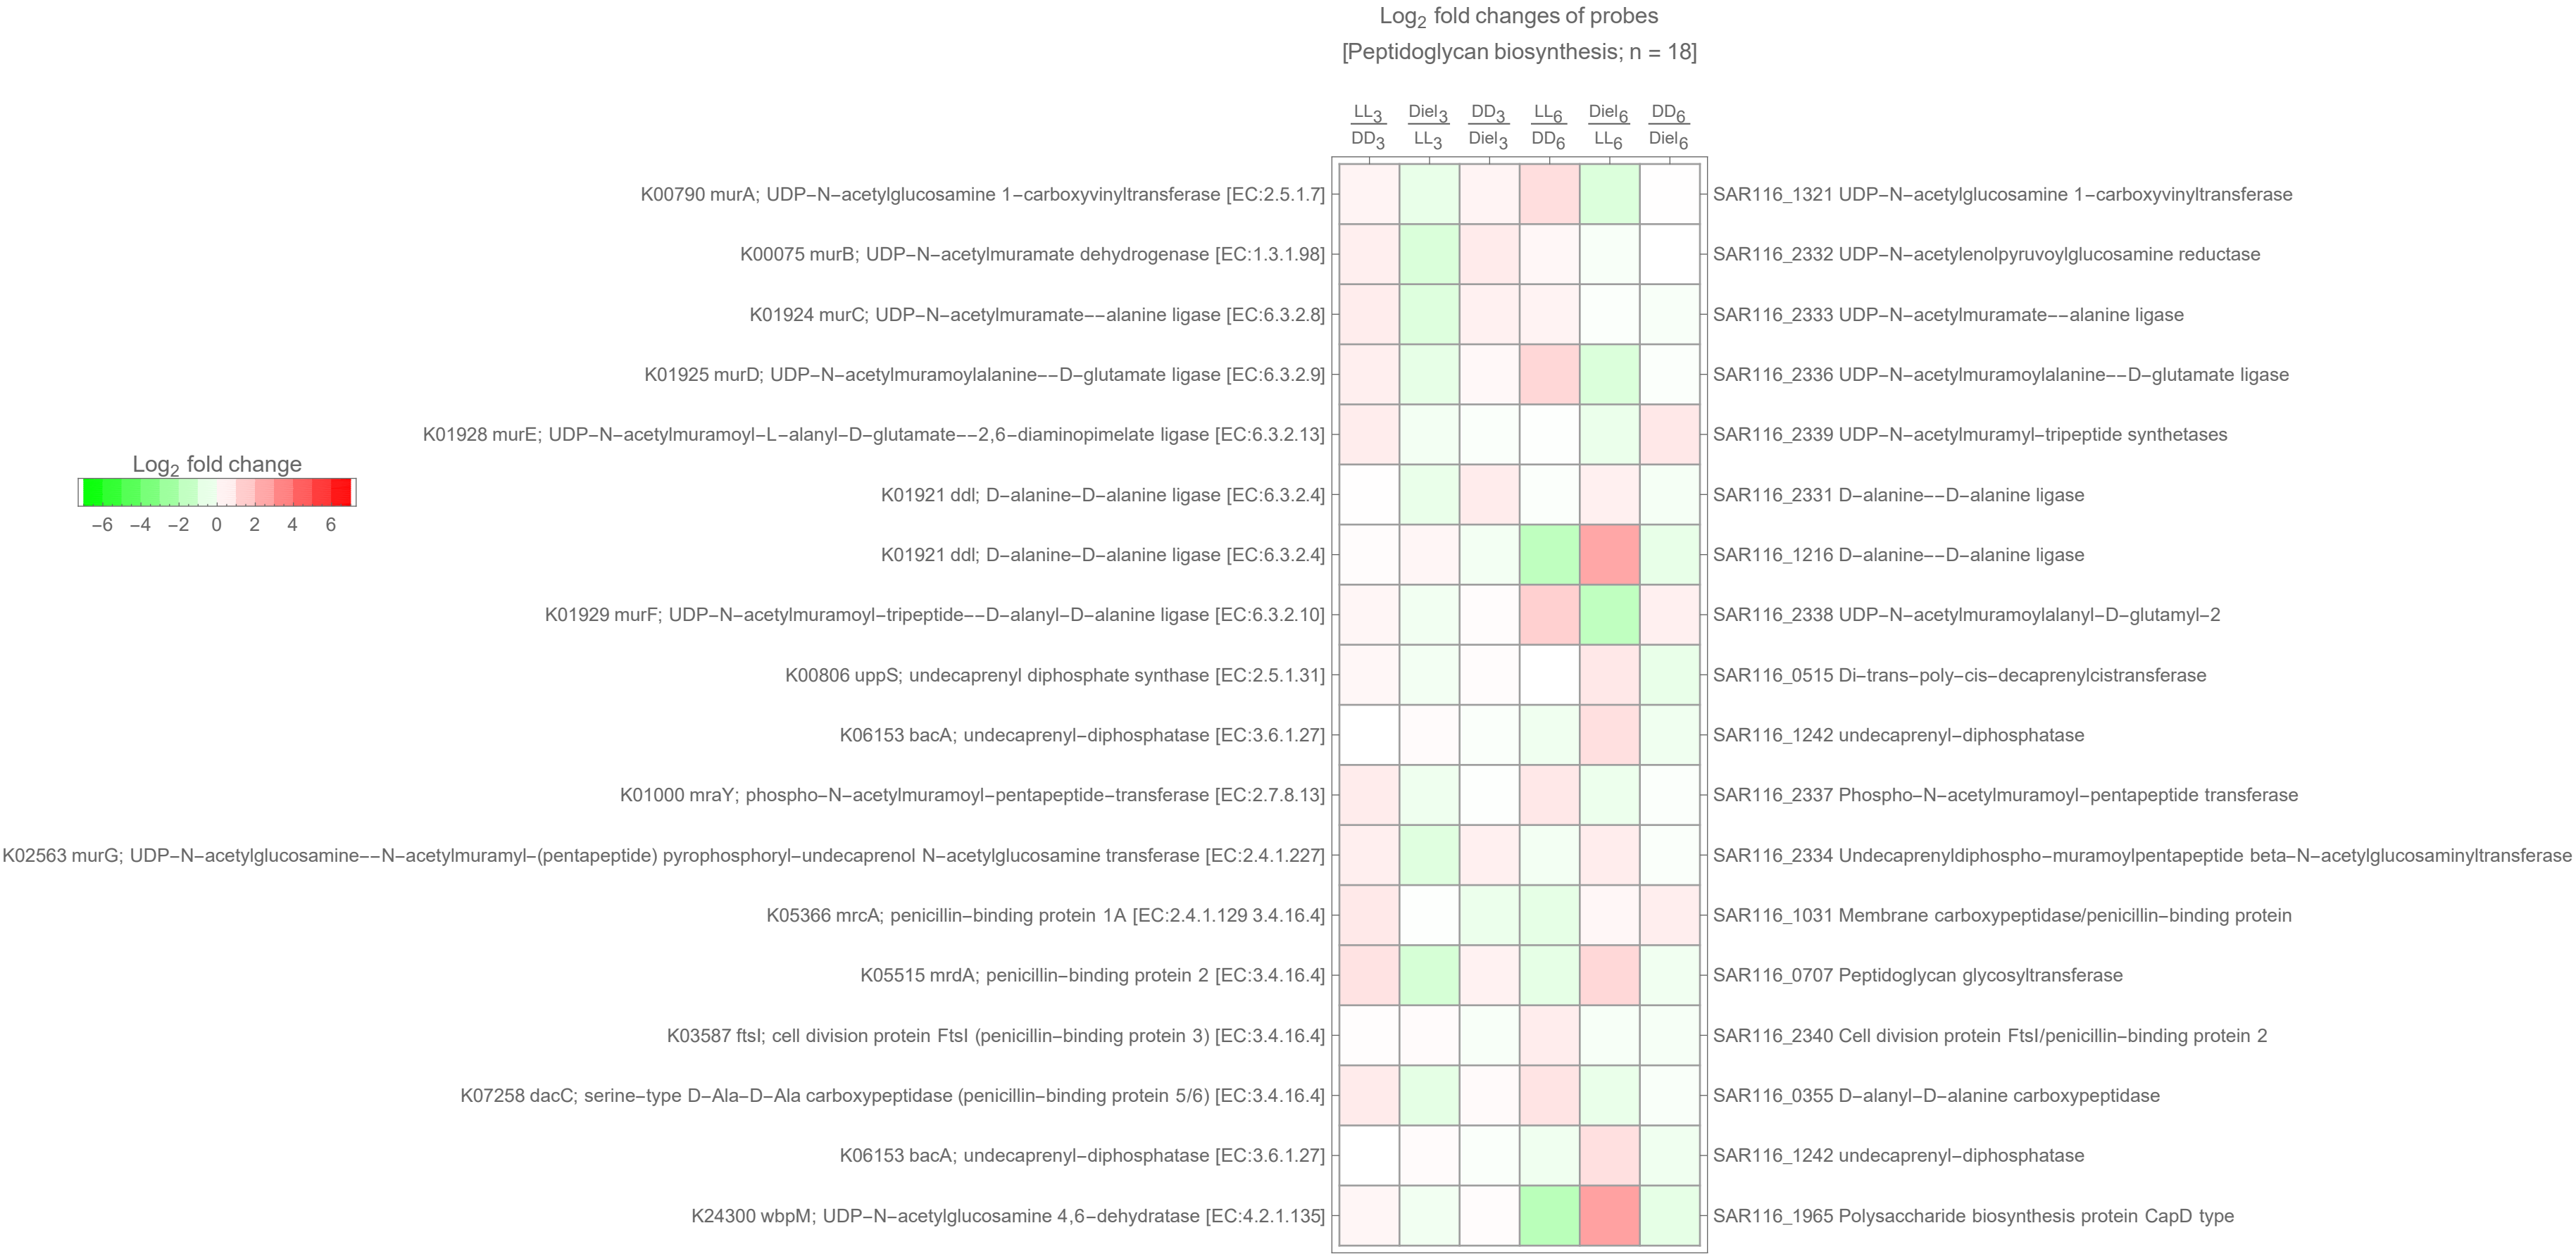 Log2 fold changes of probes
[Peptidoglycan biosynthesis; n = 18]
LL3 Diel3 DD3 LL6 Diel6 DD6
DD3 LL3 Diel3 DD6 LL6 Diel6
K00790 murA; UDP−N−acetylglucosamine 1−carboxyvinyltransferase [EC:2.5.1.7] SAR116_1321 UDP−N−acetylglucosamine 1−carboxyvinyltransferase
K00075 murB; UDP−N−acetylmuramate dehydrogenase [EC:1.3.1.98] SAR116_2332 UDP−N−acetylenolpyruvoylglucosamine reductase
K01924 murC; UDP−N−acetylmuramate−−alanine ligase [EC:6.3.2.8] SAR116_2333 UDP−N−acetylmuramate−−alanine ligase
K01925 murD; UDP−N−acetylmuramoylalanine−−D−glutamate ligase [EC:6.3.2.9] SAR116_2336 UDP−N−acetylmuramoylalanine−−D−glutamate ligase
K01928 murE; UDP−N−acetylmuramoyl−L−alanyl−D−glutamate−−2,6−diaminopimelate ligase [EC:6.3.2.13] SAR116_2339 UDP−N−acetylmuramyl−tripeptide synthetases
Log2 fold change
−6 −4 −2 0 2 4 6
K01921 ddl; D−alanine−D−alanine ligase [EC:6.3.2.4] SAR116_2331 D−alanine−−D−alanine ligase
K01921 ddl; D−alanine−D−alanine ligase [EC:6.3.2.4] SAR116_1216 D−alanine−−D−alanine ligase
K01929 murF; UDP−N−acetylmuramoyl−tripeptide−−D−alanyl−D−alanine ligase [EC:6.3.2.10] SAR116_2338 UDP−N−acetylmuramoylalanyl−D−glutamyl−2
K00806 uppS; undecaprenyl diphosphate synthase [EC:2.5.1.31] SAR116_0515 Di−trans−poly−cis−decaprenylcistransferase
K06153 bacA; undecaprenyl−diphosphatase [EC:3.6.1.27] SAR116_1242 undecaprenyl−diphosphatase
K01000 mraY; phospho−N−acetylmuramoyl−pentapeptide−transferase [EC:2.7.8.13] SAR116_2337 Phospho−N−acetylmuramoyl−pentapeptide transferase
K02563 murG; UDP−N−acetylglucosamine−−N−acetylmuramyl−(pentapeptide) pyrophosphoryl−undecaprenol N−acetylglucosamine transferase [EC:2.4.1.227] SAR116_2334 Undecaprenyldiphospho−muramoylpentapeptide beta−N−acetylglucosaminyltransferase
K05366 mrcA; penicillin−binding protein 1A [EC:2.4.1.129 3.4.16.4] SAR116_1031 Membrane carboxypeptidase/penicillin−binding protein
K05515 mrdA; penicillin−binding protein 2 [EC:3.4.16.4] SAR116_0707 Peptidoglycan glycosyltransferase
K03587 ftsI; cell division protein FtsI (penicillin−binding protein 3) [EC:3.4.16.4] SAR116_2340 Cell division protein FtsI/penicillin−binding protein 2
K07258 dacC; serine−type D−Ala−D−Ala carboxypeptidase (penicillin−binding protein 5/6) [EC:3.4.16.4] SAR116_0355 D−alanyl−D−alanine carboxypeptidase
K06153 bacA; undecaprenyl−diphosphatase [EC:3.6.1.27] SAR116_1242 undecaprenyl−diphosphatase
K24300 wbpM; UDP−N−acetylglucosamine 4,6−dehydratase [EC:4.2.1.135] SAR116_1965 Polysaccharide biosynthesis protein CapD type